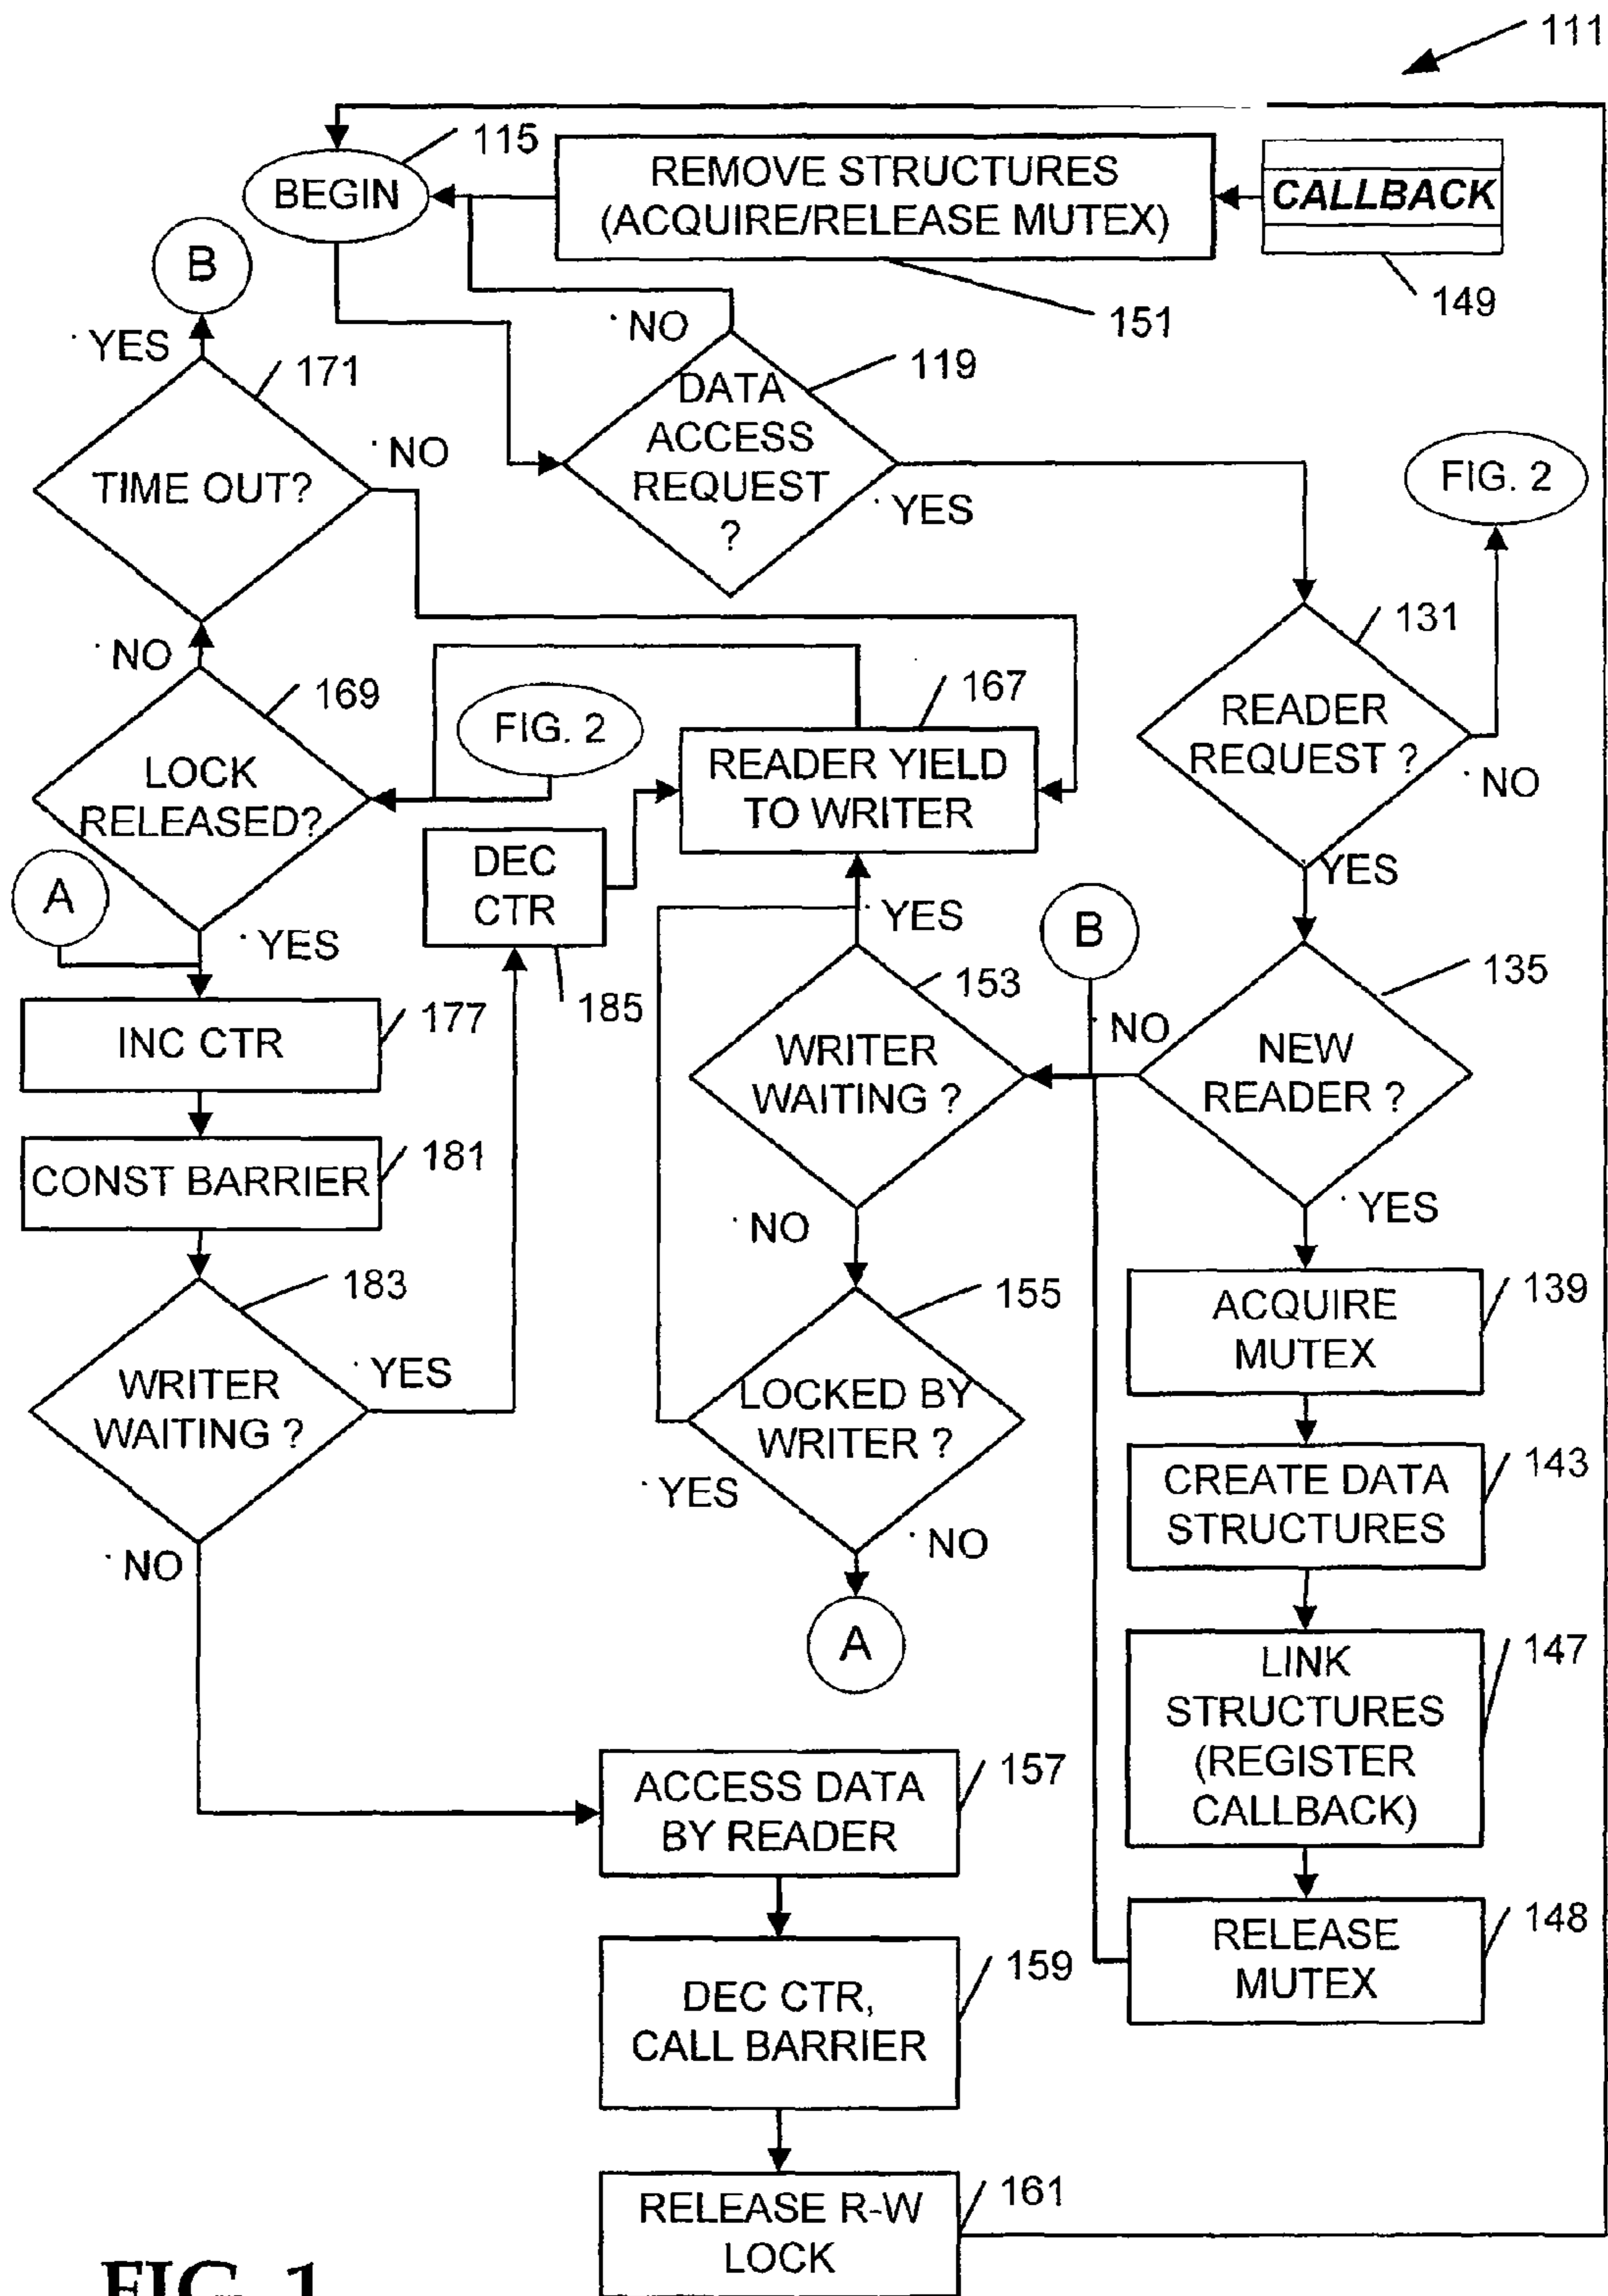 111
115
BEGIN
REMOVE STRUCTURES
(ACQUIRE/RELEASE MUTEX)
CALLBACK
149
151
B
YES
171
TIME OUT?
NO
NO
119
DATA
ACCESS
REQUEST
?
YES
FIG. 2
131
READER
REQUEST ?
NO
YES
NO
169
LOCK
RELEASED?
FIG. 2
167
READER YIELD
TO WRITER
A
YES
DEC
CTR
185
YES
153
WRITER
WAITING ?
B
NO
135
NEW
READER ?
YES
177
INC CTR
181
CONST BARRIER
183
WRITER
WAITING ?
YES
NO
NO
155
LOCKED BY
WRITER ?
YES
NO
A
139
ACQUIRE
MUTEX
143
CREATE DATA
STRUCTURES
147
LINK
STRUCTURES
(REGISTER
CALLBACK)
148
RELEASE
MUTEX
157
ACCESS DATA
BY READER
159
DEC CTR,
CALL BARRIER
161
RELEASE R-W
LOCK
FIG. 1